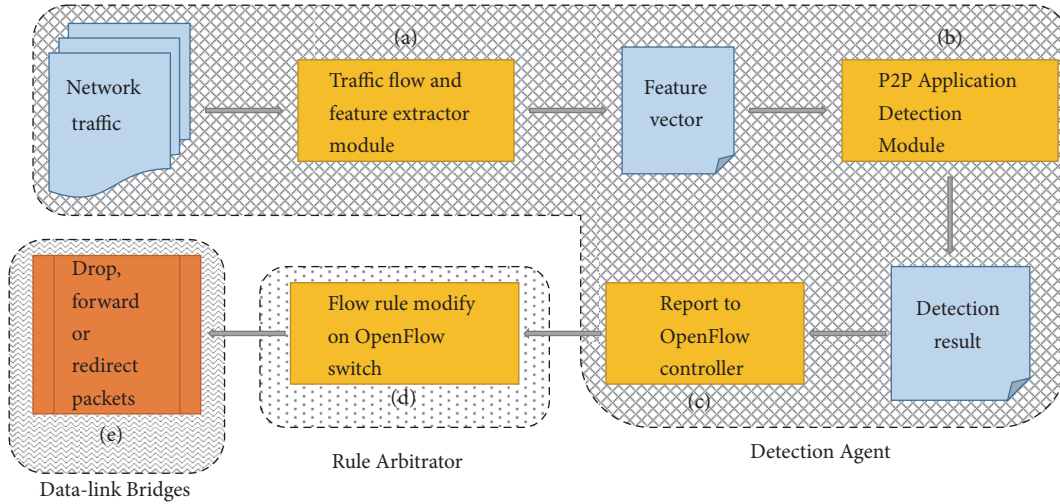 (a)
(b)
Network
traffic
Traffic flow and
feature extractor
module
Feature
vector
P2P Application
Detection
Module
Drop,
forward
or
redirect
packets
(e)
Flow rule modify
on OpenFlow
switch
(d)
Report to
OpenFlow
controller
(c)
Detection
result
Data-link Bridges
Rule Arbitrator
Detection Agent